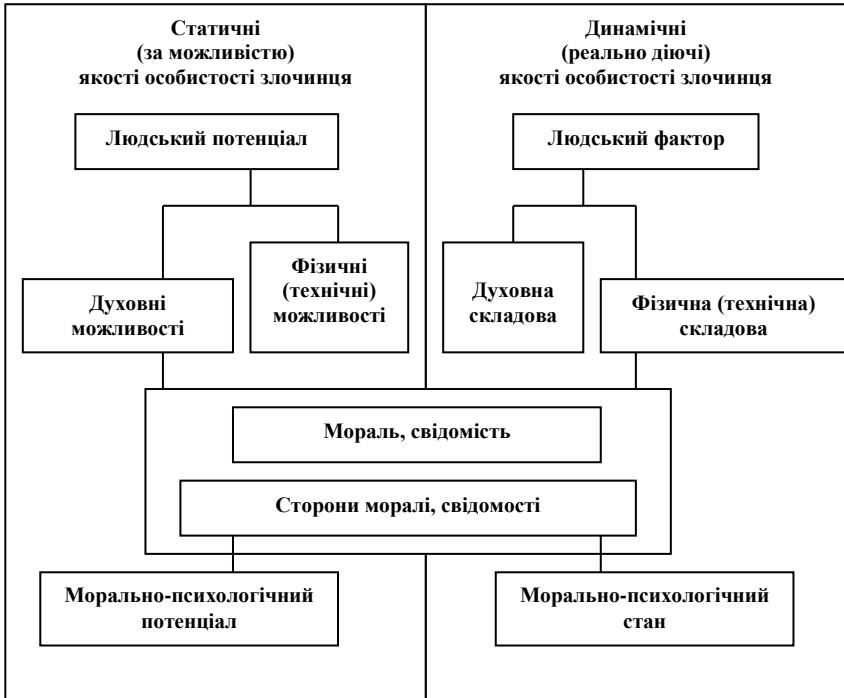 Статичні
(за можливістю)
якості особистості злочинця
Динамічні
(реально діючі)
якості особистості злочинця
Людський потенціал
Людський фактор
Духовні
можливості
Фізичні
(технічні)
можливості
Духовна
складова
Фізична (технічна)
складова
Мораль, свідомість
Сторони моралі, свідомості
Морально-психологічний
потенціал
Морально-психологічний
стан